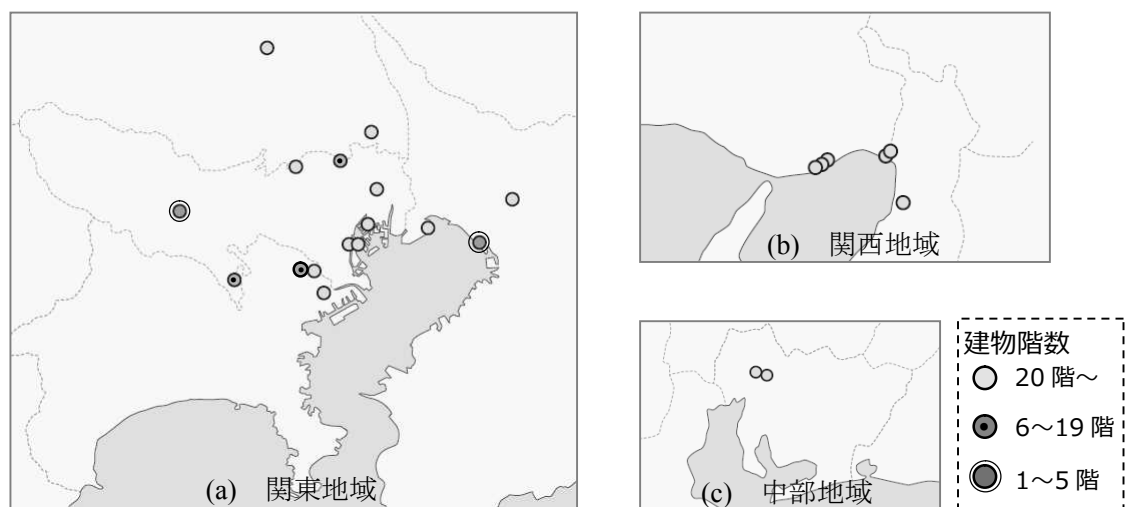 (a) 関東地域
(b) 関西地域
(c) 中部地域
建物階数
20 階～
6～19 階
1～5 階